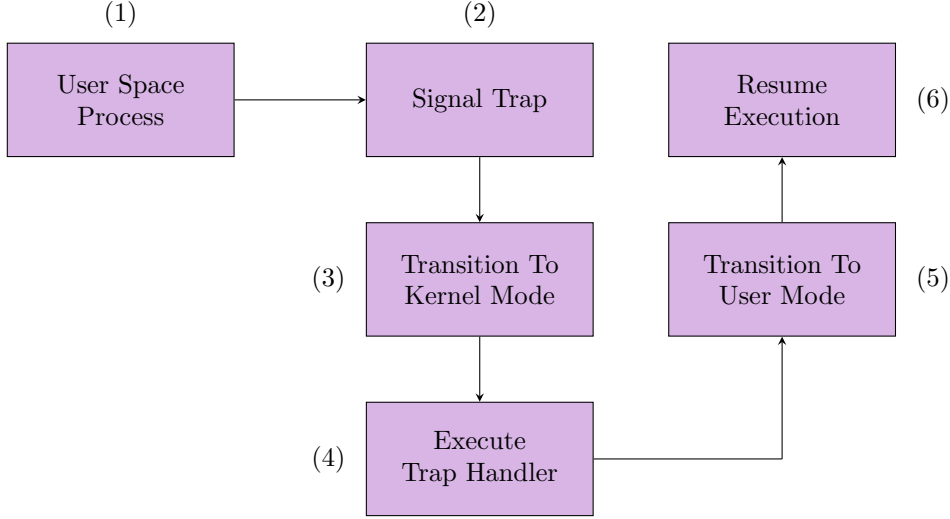 (1)
User Space
Process
(2)
Signal Trap
(3)
Transition To
Kernel Mode
(4)
Execute
Trap Handler
(5)
Transition To
User Mode
(6)
Resume
Execution